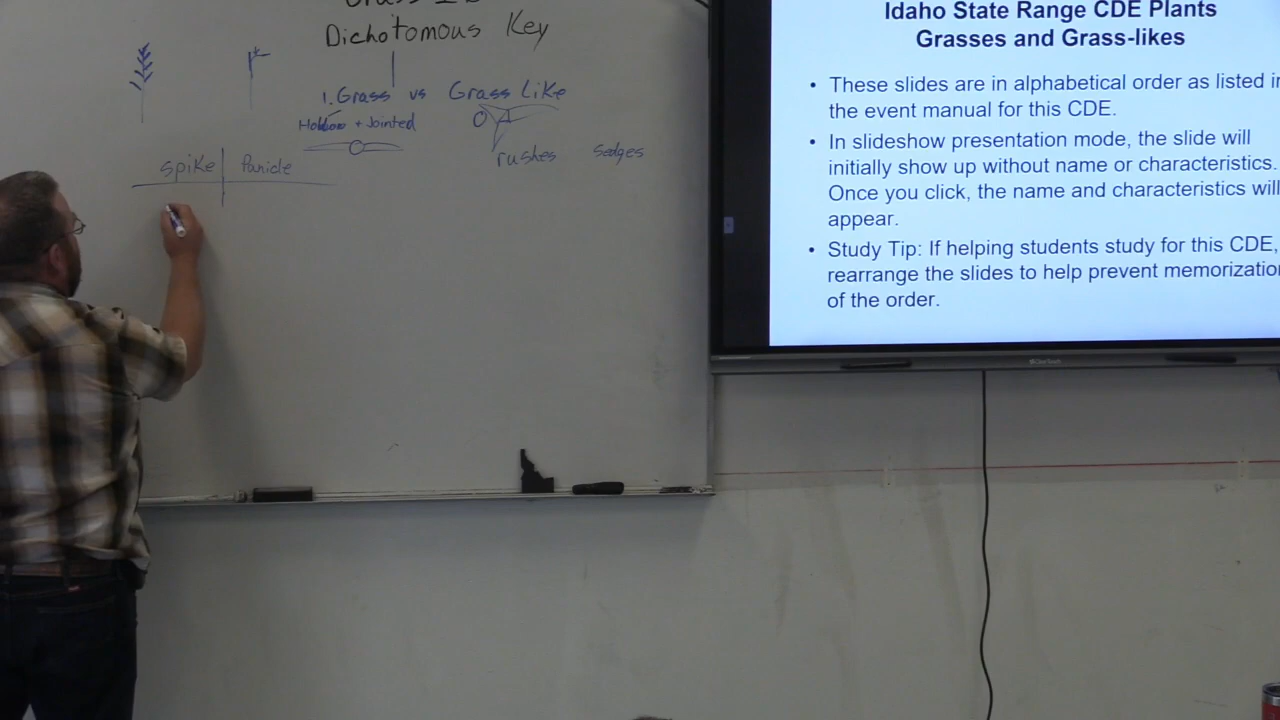 Dichotomous Key
1. Grass vs Grass Like
Hollow + Jointed
rushes sedges
spike Panicle
Idaho State Range CDE Plants
Grasses and Grass-likes
• These slides are in alphabetical order as listed in
the event manual for this CDE.
• In slideshow presentation mode, the slide will
initially show up without name or characteristics.
Once you click, the name and characteristics will
appear.
• Study Tip: If helping students study for this CDE,
rearrange the slides to help prevent memorization
of the order.